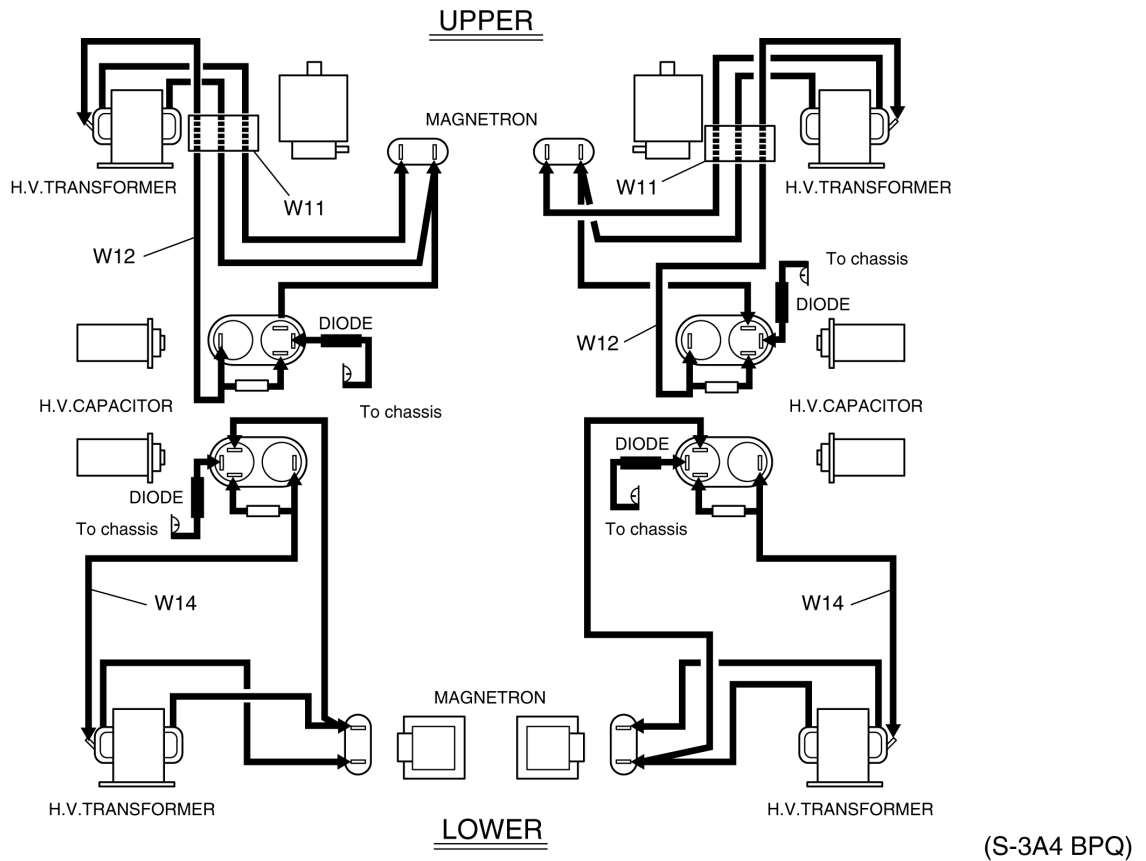 UPPER
MAGNETRON
H.V.TRANSFORMER
W11
W11
H.V.TRANSFORMER
W12
To chassis
DIODE
DIODE
W12
H.V.CAPACITOR
To chassis
H.V.CAPACITOR
DIODE
DIODE
To chassis
To chassis
W14
W14
MAGNETRON
H.V.TRANSFORMER
H.V.TRANSFORMER
LOWER
(S-3A4 BPQ)